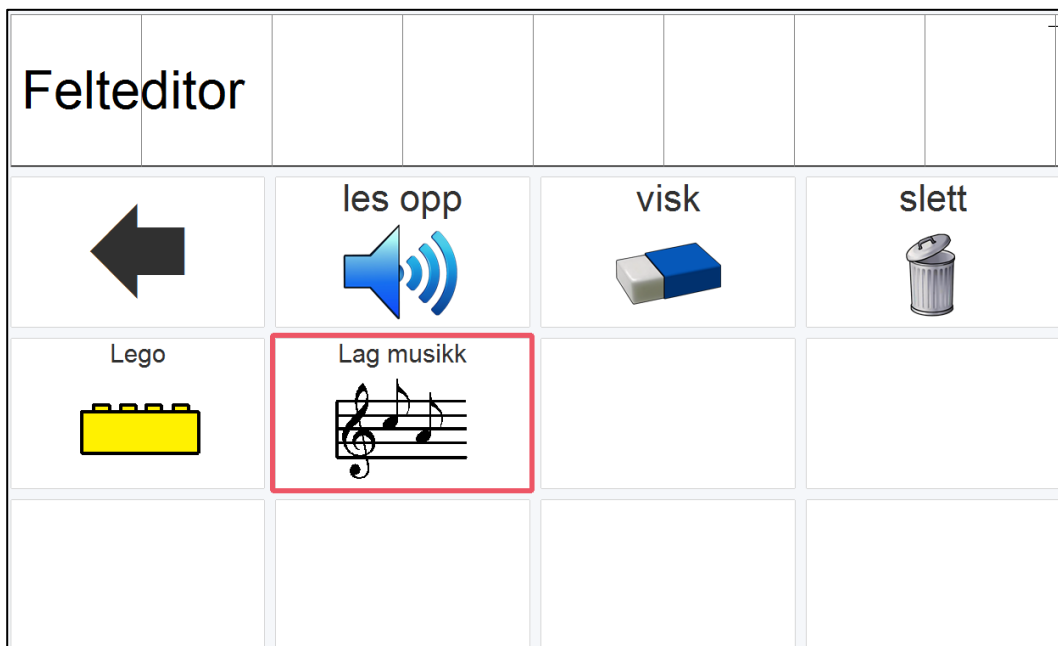 Felteditor
les opp
visk
slett
Lego
Lag musikk